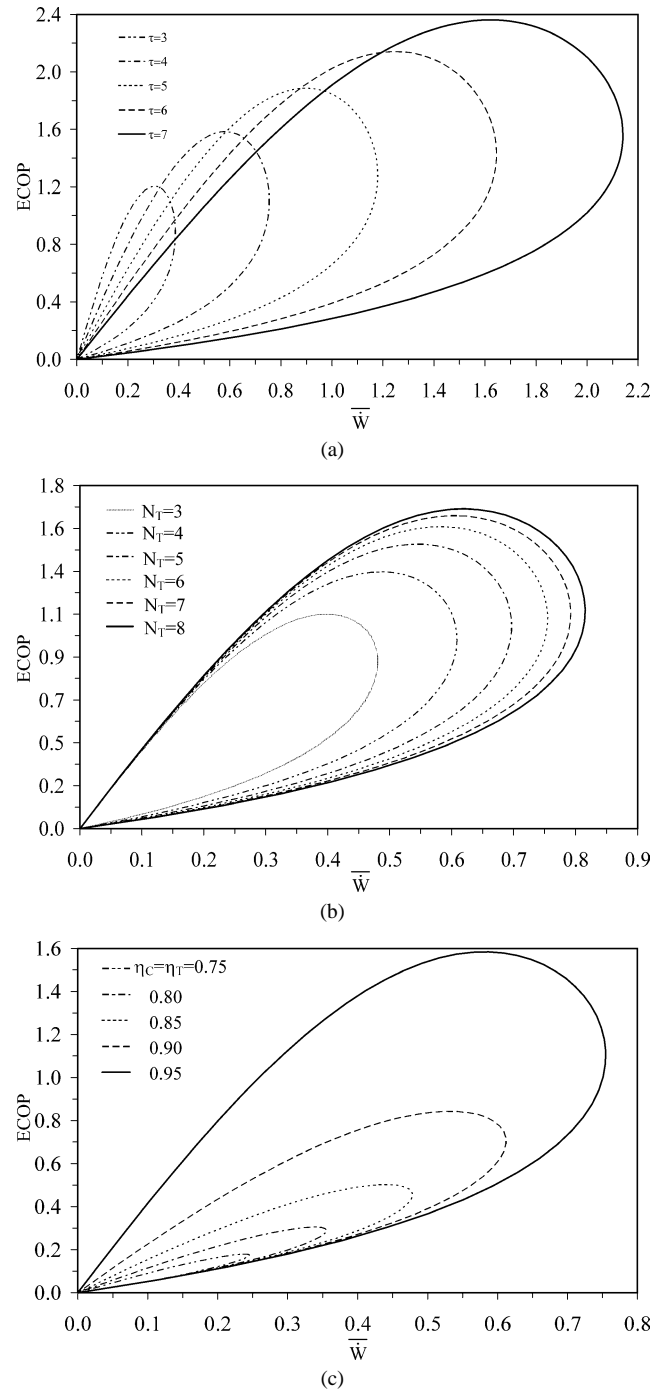 2.4
2.0
1.6
1.2
0.8
0.4
0.0
ECOP
τ=3
τ=4
τ=5
τ=6
τ=7
0.0 0.2 0.4 0.6 0.8 1.0 1.2 1.4 1.6 1.8 2.0 2.2
Ẇ
(a)
1.8
1.6
1.4
1.1
0.9
0.7
0.5
0.2
0.0
ECOP
N_T=3
N_T=4
N_T=5
N_T=6
N_T=7
N_T=8
0.0 0.1 0.2 0.3 0.4 0.5 0.6 0.7 0.8 0.9
Ẇ
(b)
1.6
1.4
1.2
1.0
0.8
0.6
0.4
0.2
0.0
ECOP
η_C=η_T=0.75
0.80
0.85
0.90
0.95
0.0 0.1 0.2 0.3 0.4 0.5 0.6 0.7 0.8
Ẇ
(c)